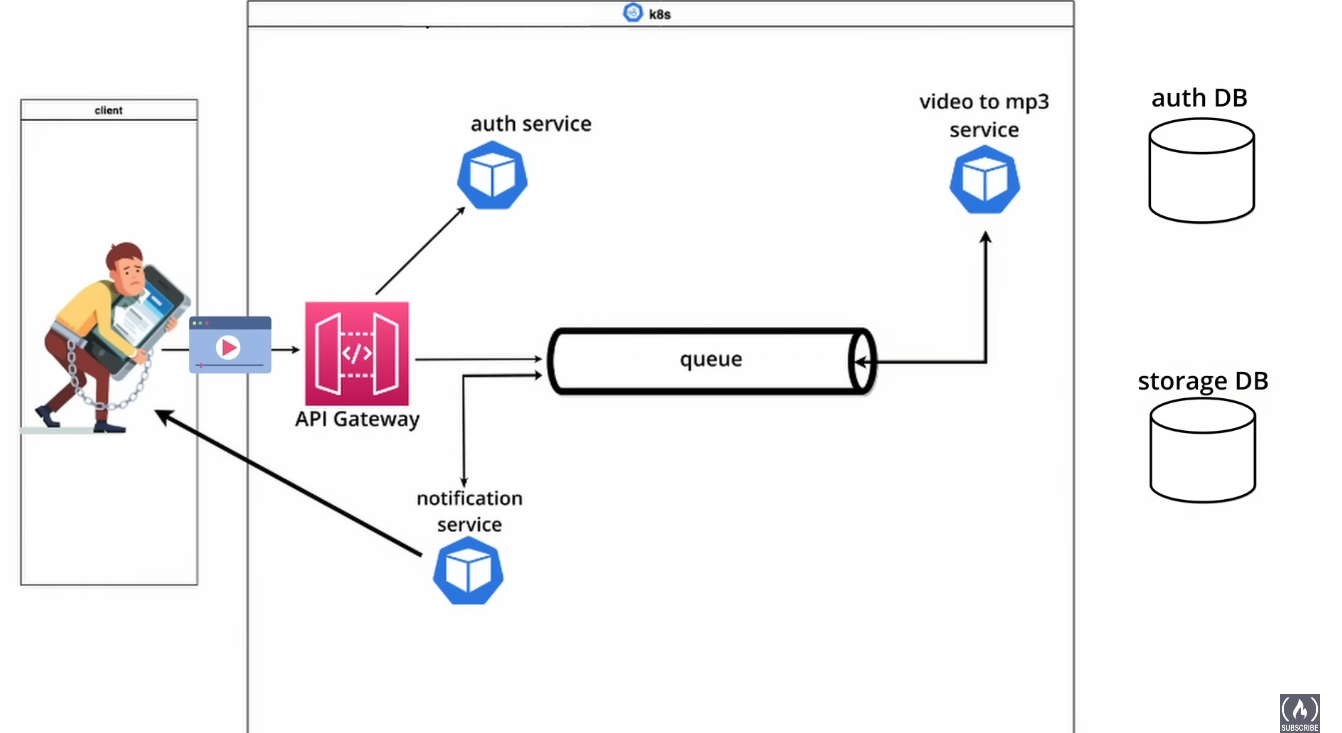 k8s
client
auth service
video to mp3
service
auth DB
API Gateway
queue
storage DB
notification
service
SUBSCRIBE